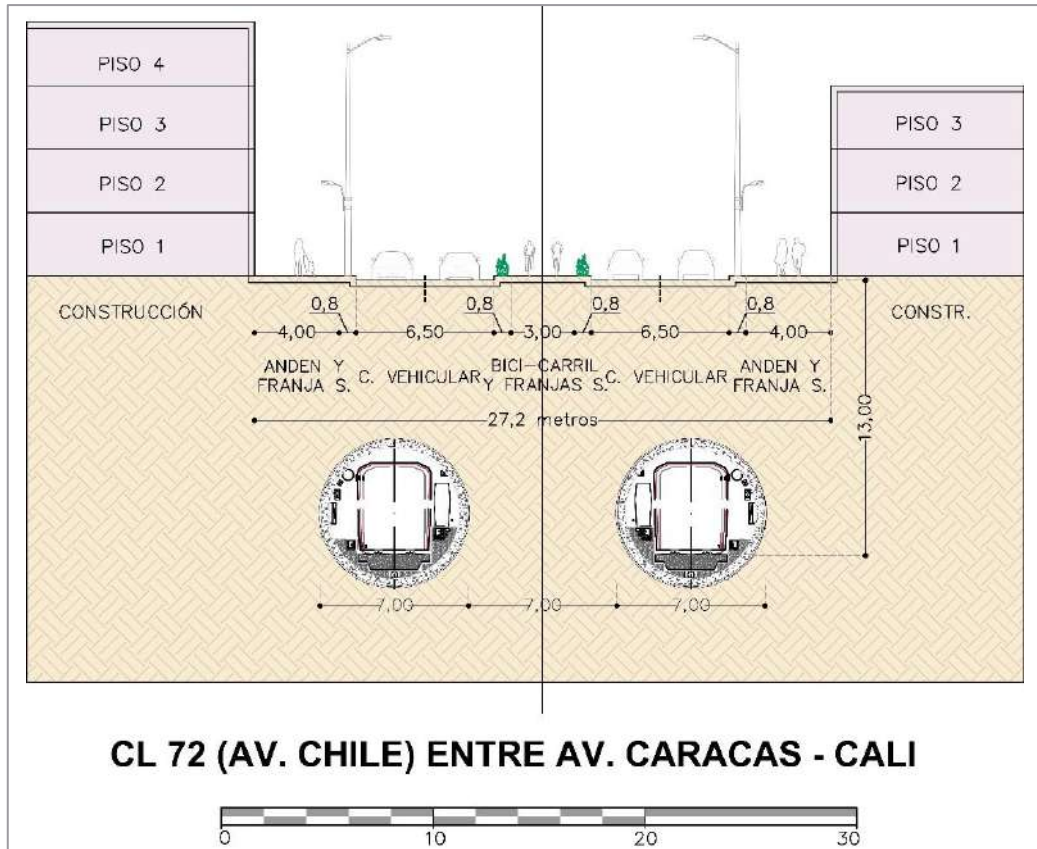 PISO 4
PISO 3
PISO 3
PISO 2
PISO 2
PISO 1
PISO 1
CONSTRUCCIÓN
CONSTR.
0,8
0,8
0,8
0,8
4,00
6,50
3,00
6,50
4,00
ANDEN Y
FRANJA S.
C. VEHICULAR
BICI-CARRIL
Y FRANJAS S.
C. VEHICULAR
ANDEN Y
FRANJA S.
27,2 metros
13,00
7,00
7,00
7,00
CL 72 (AV. CHILE) ENTRE AV. CARACAS - CALI
0
10
20
30